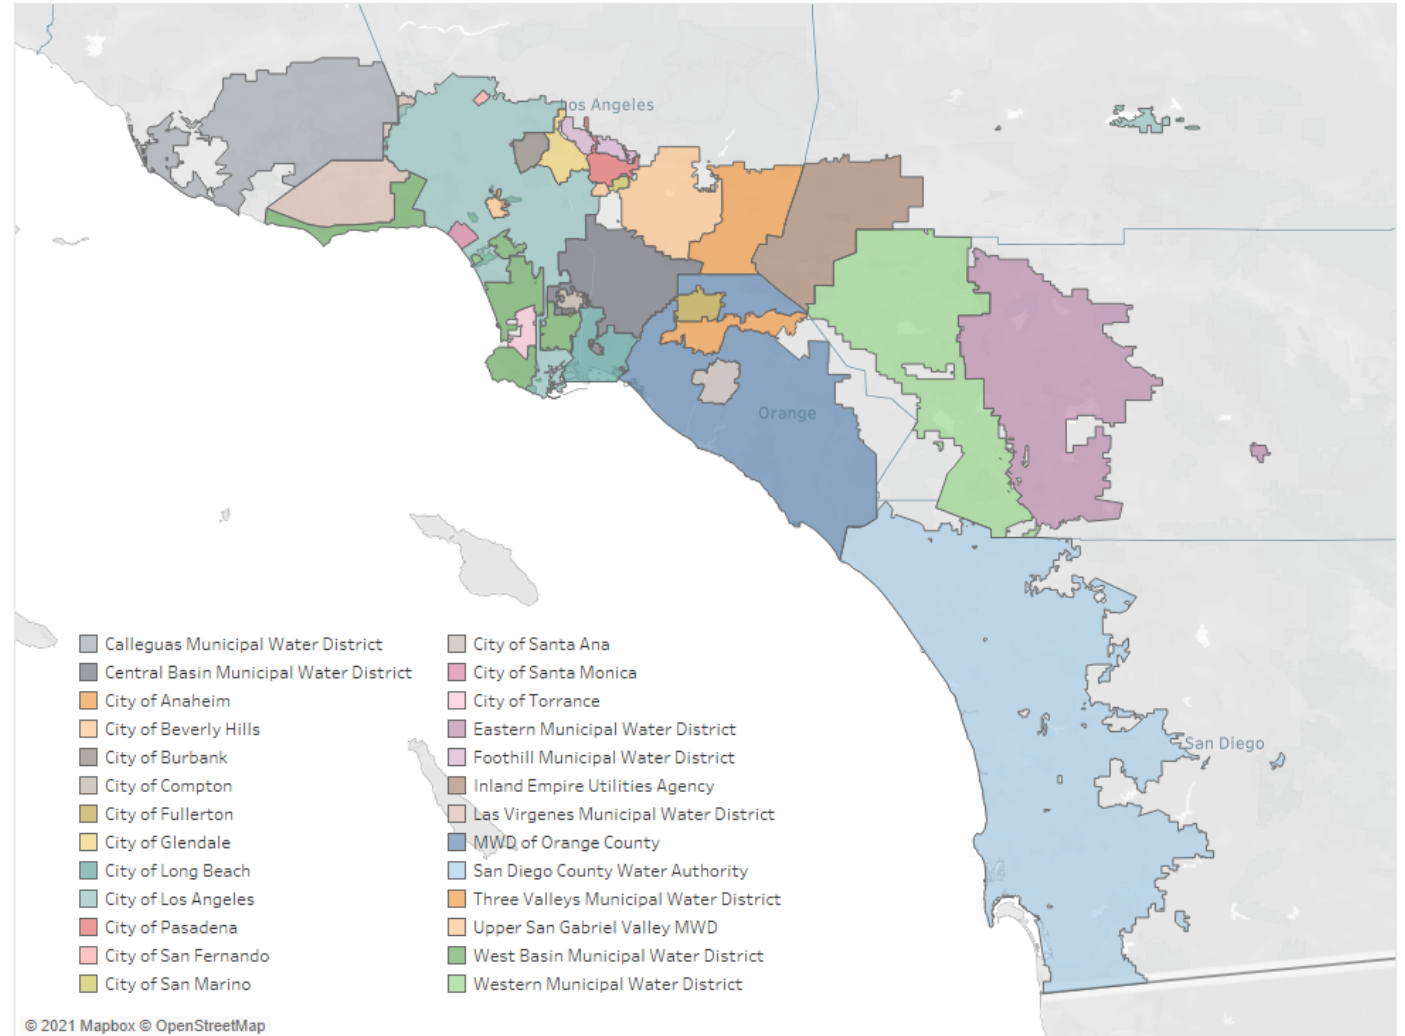 Los Angeles
Orange
San Diego
Calleguas Municipal Water District
Central Basin Municipal Water District
City of Anaheim
City of Beverly Hills
City of Burbank
City of Compton
City of Fullerton
City of Glendale
City of Long Beach
City of Los Angeles
City of Pasadena
City of San Fernando
City of San Marino
City of Santa Ana
City of Santa Monica
City of Torrance
Eastern Municipal Water District
Foothill Municipal Water District
Inland Empire Utilities Agency
Las Virgenes Municipal Water District
MWD of Orange County
San Diego County Water Authority
Three Valleys Municipal Water District
Upper San Gabriel Valley MWD
West Basin Municipal Water District
Western Municipal Water District
© 2021 Mapbox © OpenStreetMap